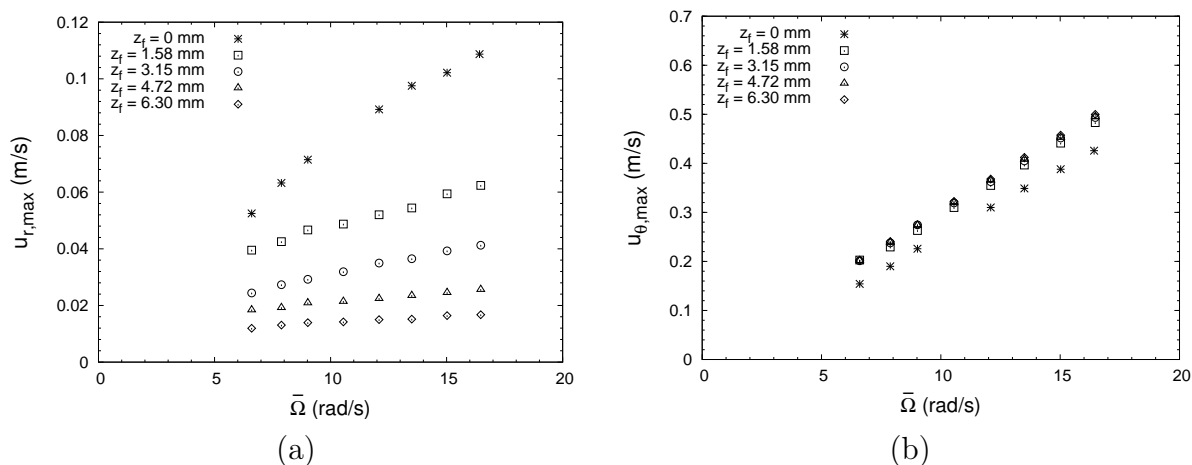 0.12
0.1
0.08
0.06
0.04
0.02
0
u_r,max (m/s)
z_f = 0 mm
z_f = 1.58 mm
z_f = 3.15 mm
z_f = 4.72 mm
z_f = 6.30 mm
0 5 10 15 20
Ω̄ (rad/s)
(a)
0.7
0.6
0.5
0.4
0.3
0.2
0.1
0
u_θ,max (m/s)
z_f = 0 mm
z_f = 1.58 mm
z_f = 3.15 mm
z_f = 4.72 mm
z_f = 6.30 mm
0 5 10 15 20
Ω̄ (rad/s)
(b)